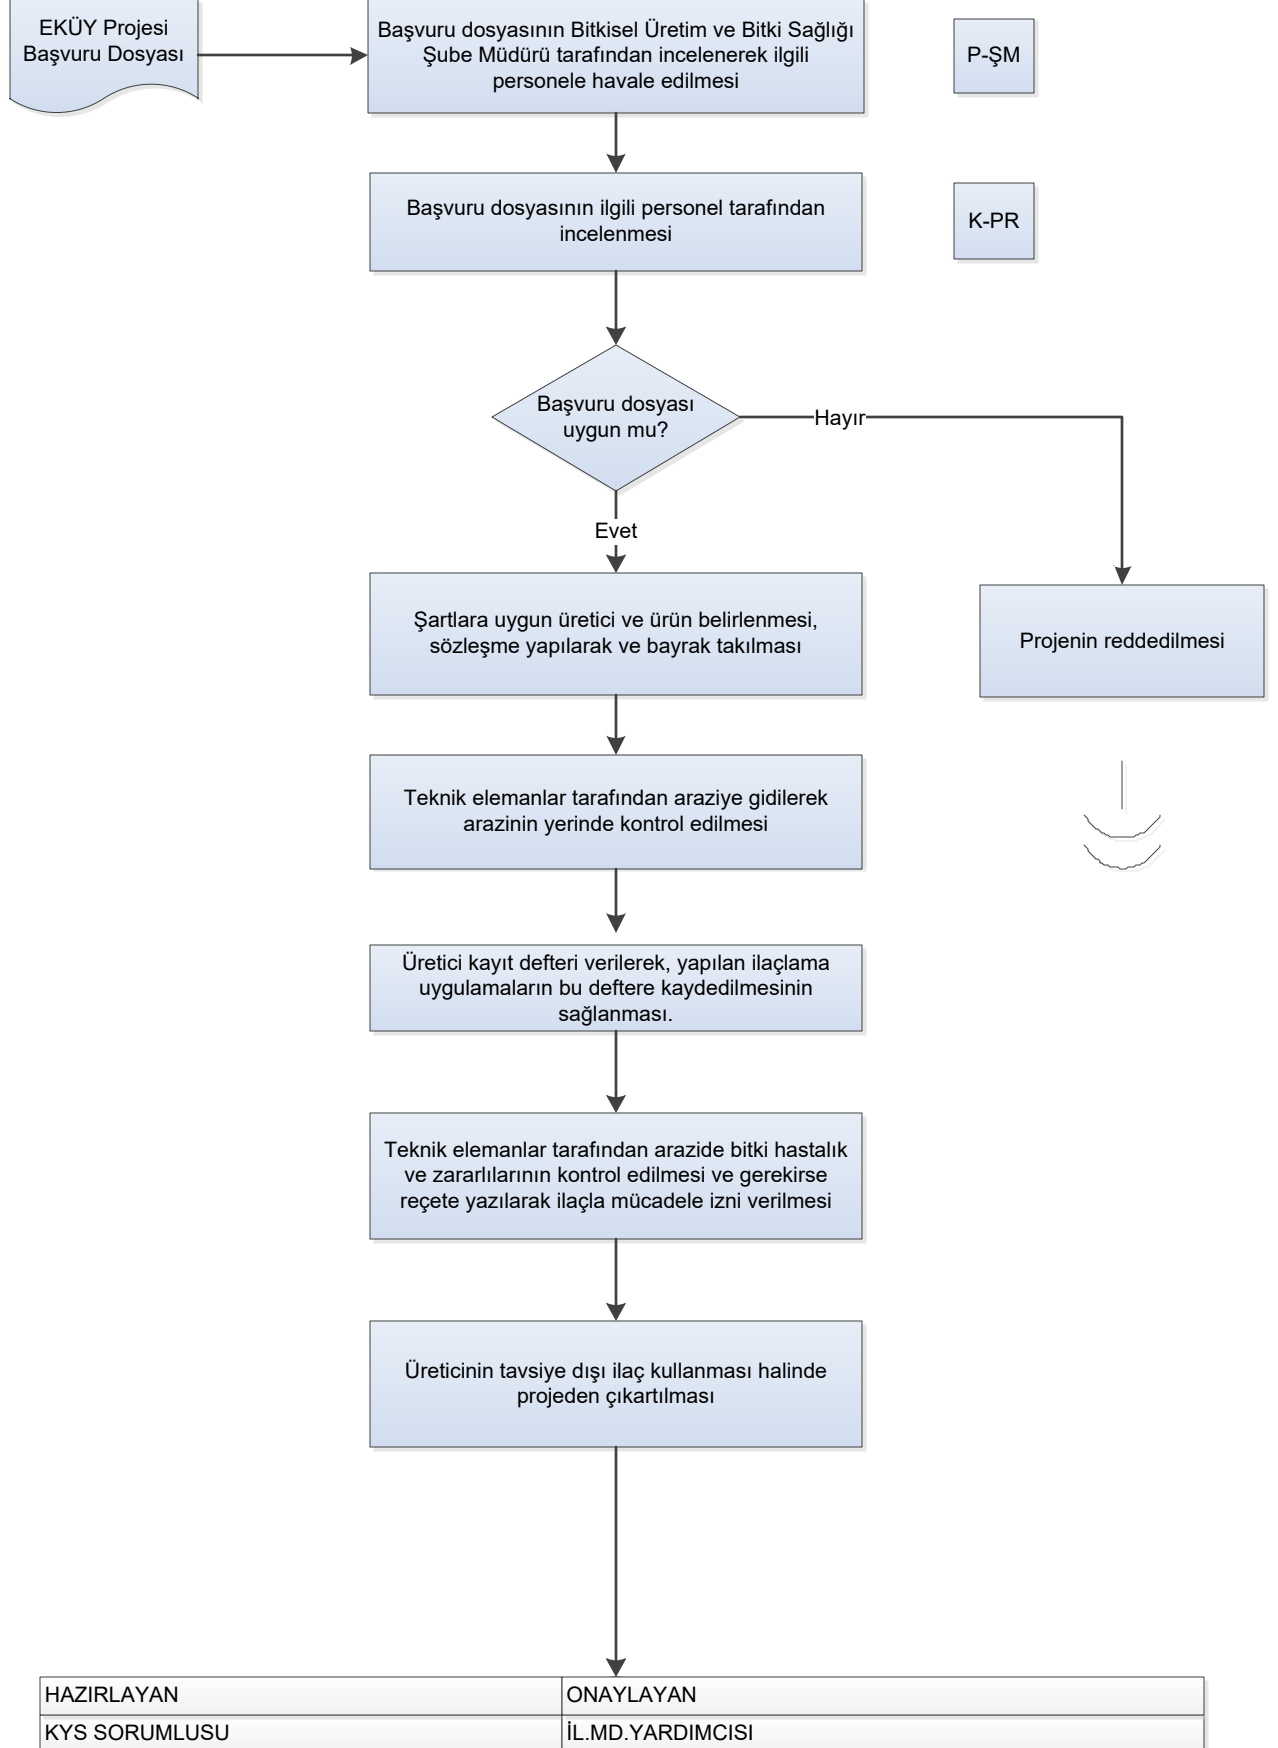 EKÜY Projesi
Başvuru Dosyası
Başvuru dosyasının Bitkisel Üretim ve Bitki Sağlığı
Şube Müdürü tarafından incelenerek ilgili
personele havale edilmesi
P-ŞM
Başvuru dosyasının ilgili personel tarafından
incelenmesi
K-PR
Başvuru dosyası
uygun mu?
Hayır
Evet
Şartlara uygun üretici ve ürün belirlenmesi,
sözleşme yapılarak ve bayrak takılması
Projenin reddedilmesi
Teknik elemanlar tarafından araziye gidilerek
arazinin yerinde kontrol edilmesi
Üretici kayıt defteri verilerek, yapılan ilaçlama
uygulamaların bu deftere kaydedilmesinin
sağlanması.
Teknik elemanlar tarafından arazide bitki hastalık
ve zararlılarının kontrol edilmesi ve gerekirse
reçete yazılarak ilaçla mücadele izni verilmesi
Üreticinin tavsiye dışı ilaç kullanması halinde
projeden çıkartılması
HAZIRLAYAN
ONAYLAYAN
KYS SORUMLUSU
İL.MD.YARDIMCISI